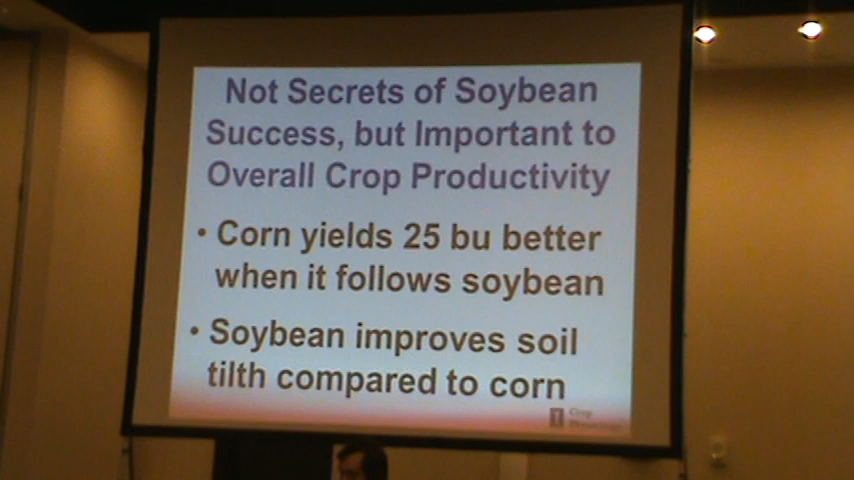 Not Secrets of Soybean
Success, but Important to
Overall Crop Productivity
• Corn yields 25 bu better
when it follows soybean
• Soybean improves soil
tilth compared to corn
Crop